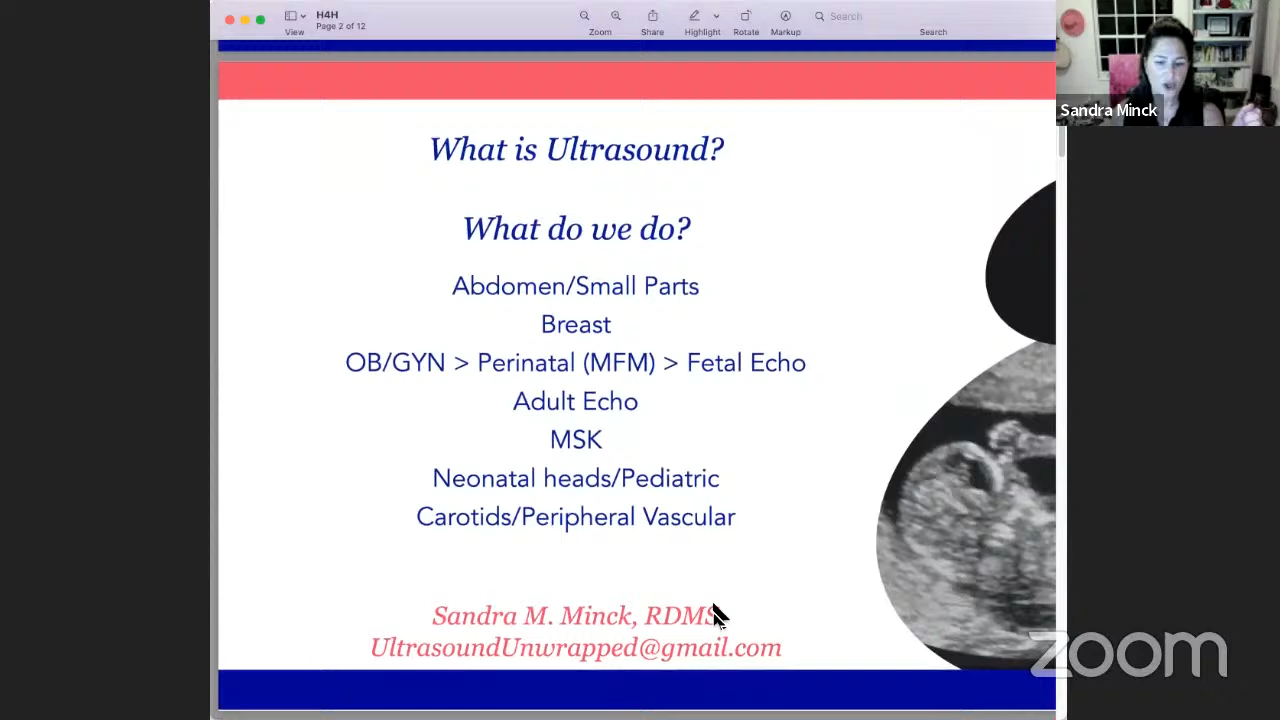 H4H
Page 2 of 12
View
Zoom
Share
Highlight
Rotate
Markup
Search
Search
Sandra Minck
What is Ultrasound?
What do we do?
Abdomen/Small Parts
Breast
OB/GYN > Perinatal (MFM) > Fetal Echo
Adult Echo
MSK
Neonatal heads/Pediatric
Carotids/Peripheral Vascular
Sandra M. Minck, RDMS
UltrasoundUnwrapped@gmail.com
zoom